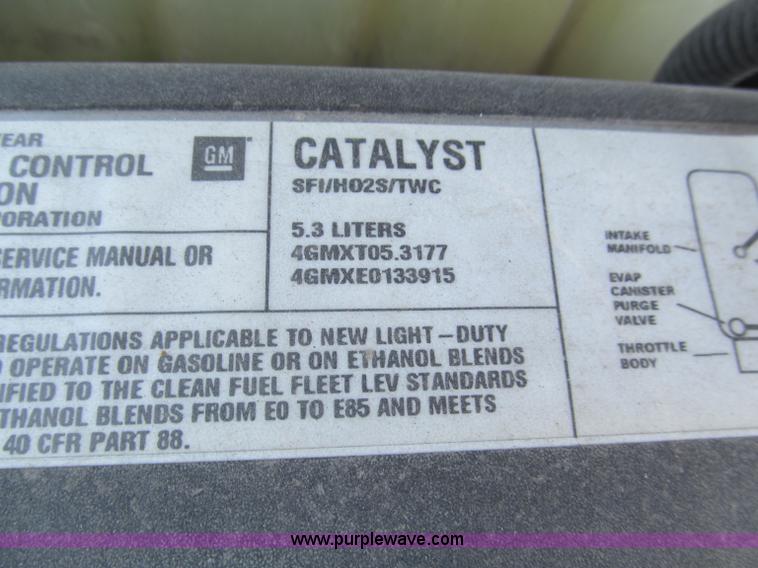 EAR
CONTROL
ON
PORATION
GM
SERVICE MANUAL OR
RMATION.
CATALYST
SFI/HO2S/TWC
5.3 LITERS
4GMXT05.3177
4GMXE0133915
REGULATIONS APPLICABLE TO NEW LIGHT-DUTY
O OPERATE ON GASOLINE OR ON ETHANOL BLENDS
IFIED TO THE CLEAN FUEL FLEET LEV STANDARDS
THANOL BLENDS FROM E0 TO E85 AND MEETS
40 CFR PART 88.
INTAKE
MANIFOLD
EVAP
CANISTER
PURGE
VALVE
THROTTLE
BODY
www.purplewave.com